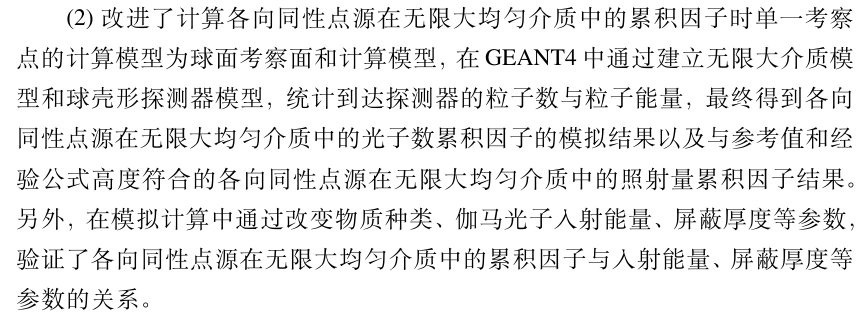 (2) 改进了计算各向同性点源在无限大均匀介质中的累积因子时单一考察
点的计算模型为球面考察面和计算模型, 在 GEANT4 中通过建立无限大介质模
型和球壳形探测器模型, 统计到达探测器的粒子数与粒子能量, 最终得到各向
同性点源在无限大均匀介质中的光子数累积因子的模拟结果以及与参考值和经
验公式高度符合的各向同性点源在无限大均匀介质中的照射量累积因子结果。
另外, 在模拟计算中通过改变物质种类、伽马光子入射能量、屏蔽厚度等参数,
验证了各向同性点源在无限大均匀介质中的累积因子与入射能量、屏蔽厚度等
参数的关系。